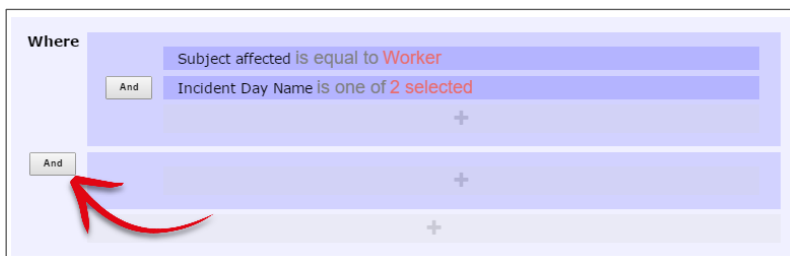 Where
Subject affected is equal to Worker
And
Incident Day Name is one of 2 selected
And